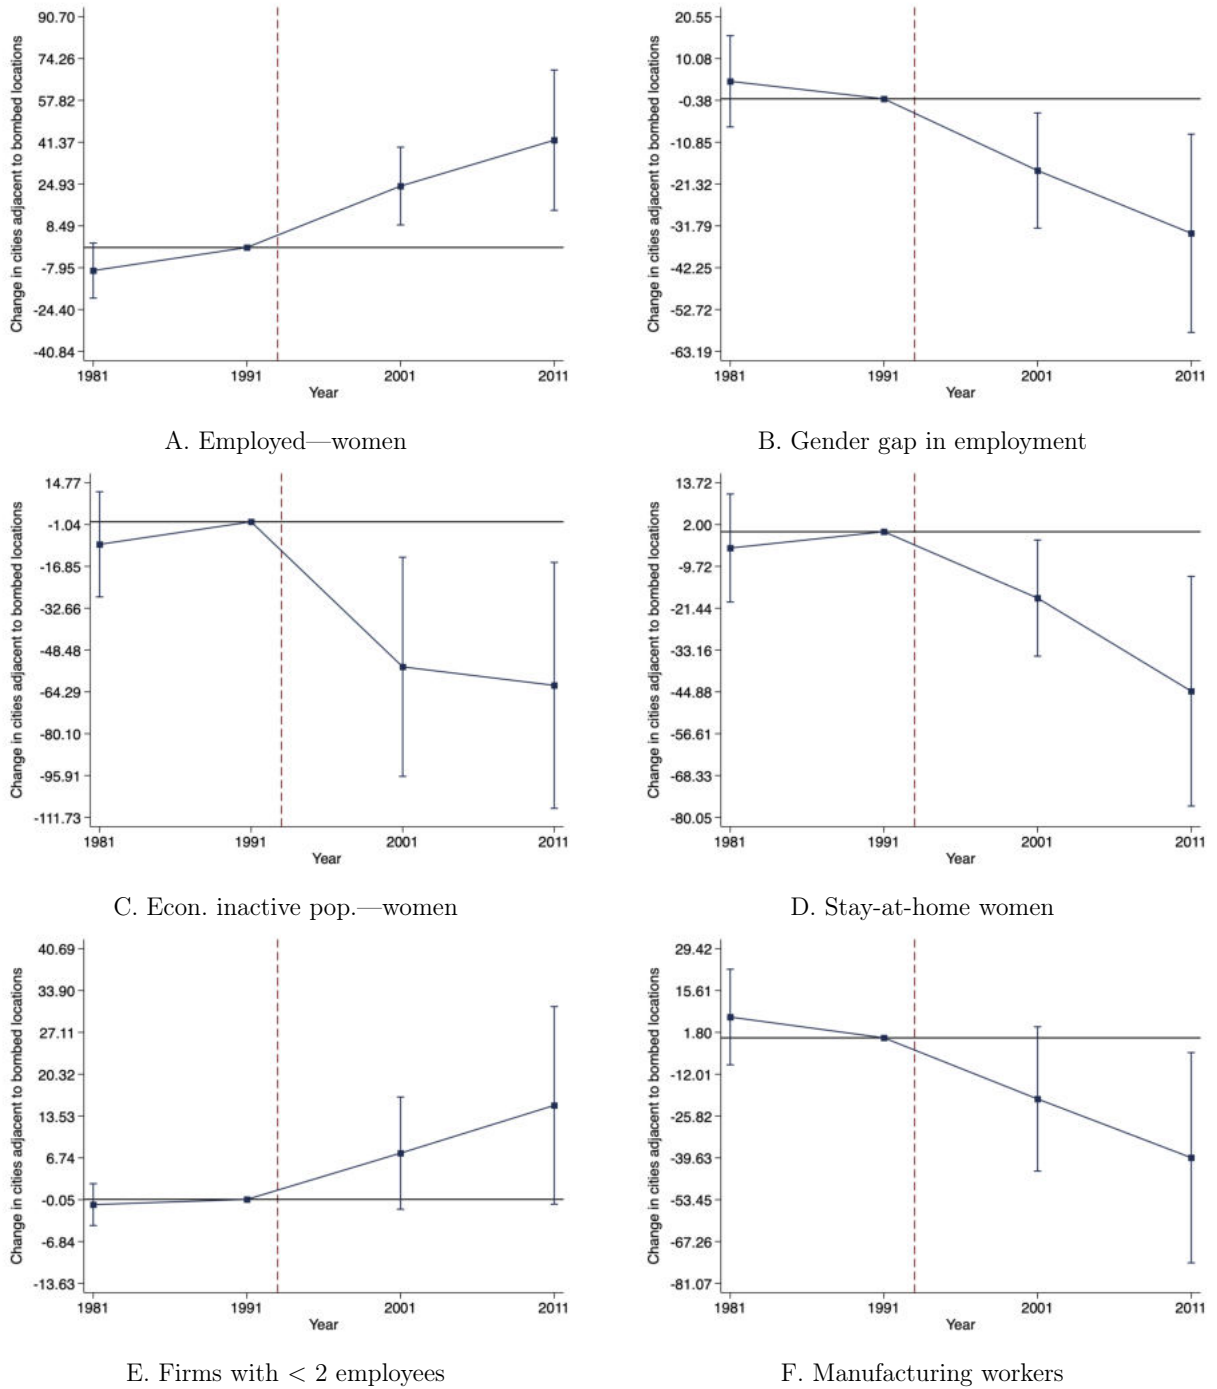 Change in cities adjacent to bombed locations
90.70
74.26
57.82
41.37
24.93
8.49
-7.95
-24.40
-40.84
1981 1991 2001 2011
Year
A. Employed—women
Change in cities adjacent to bombed locations
20.55
10.08
-0.38
-10.85
-21.32
-31.79
-42.25
-52.72
-63.19
1981 1991 2001 2011
Year
B. Gender gap in employment
Change in cities adjacent to bombed locations
14.77
-1.04
-16.85
-32.66
-48.48
-64.29
-80.10
-95.91
-111.73
1981 1991 2001 2011
Year
C. Econ. inactive pop.—women
Change in cities adjacent to bombed locations
13.72
2.00
-9.72
-21.44
-33.16
-44.88
-56.61
-68.33
-80.05
1981 1991 2001 2011
Year
D. Stay-at-home women
Change in cities adjacent to bombed locations
40.69
33.90
27.11
20.32
13.53
6.74
-0.05
-6.84
-13.63
1981 1991 2001 2011
Year
E. Firms with < 2 employees
Change in cities adjacent to bombed locations
29.42
15.61
1.80
-12.01
-25.82
-39.63
-53.45
-67.26
-81.07
1981 1991 2001 2011
Year
F. Manufacturing workers